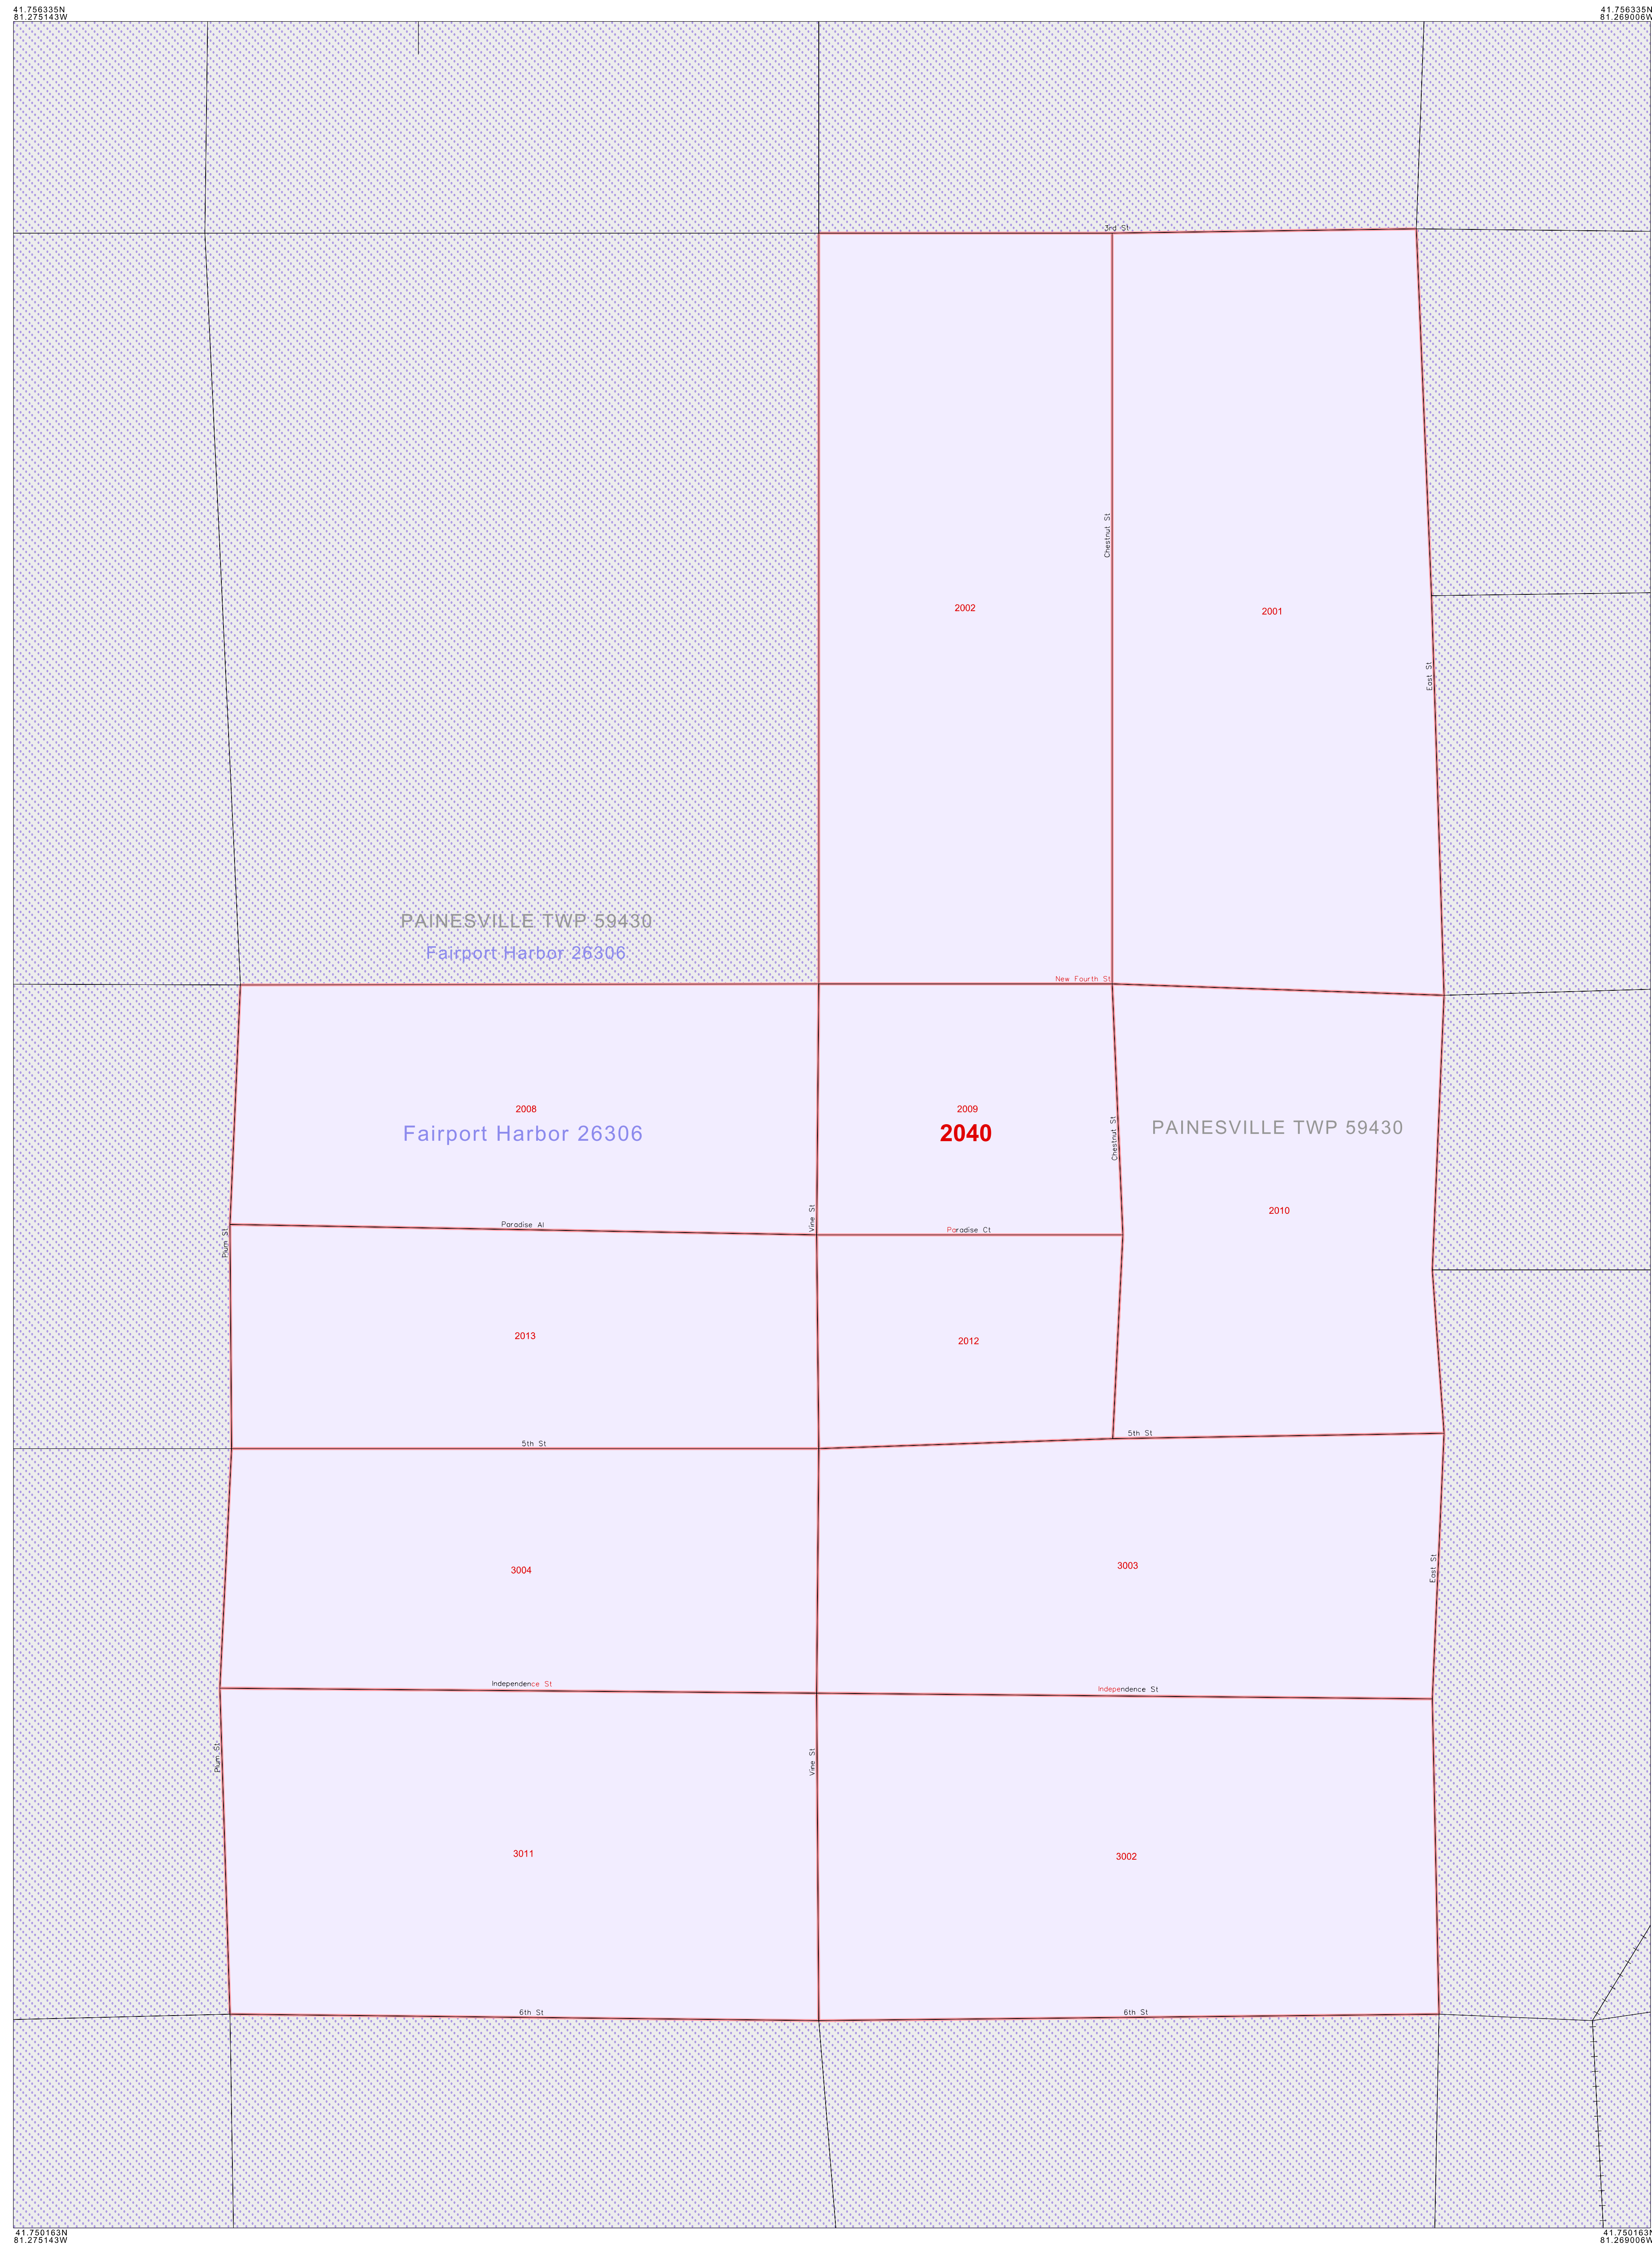 41.756335N
81.275143W
41.756335N
81.269006W
3rd St
Chestnut St
2002
2001
East St
PAINESVILLE TWP 59430
Fairport Harbor 26306
New Fourth St
2008
Fairport Harbor 26306
2009
2040
Chestnut St
PAINESVILLE TWP 59430
2010
Plum St
Paradise Al
Vine St
Paradise Ct
2013
2012
5th St
5th St
3004
3003
East St
Independence St
Independence St
Plum St
Vine St
3011
3002
6th St
6th St
41.750163N
81.275143W
41.750163N
81.269006W